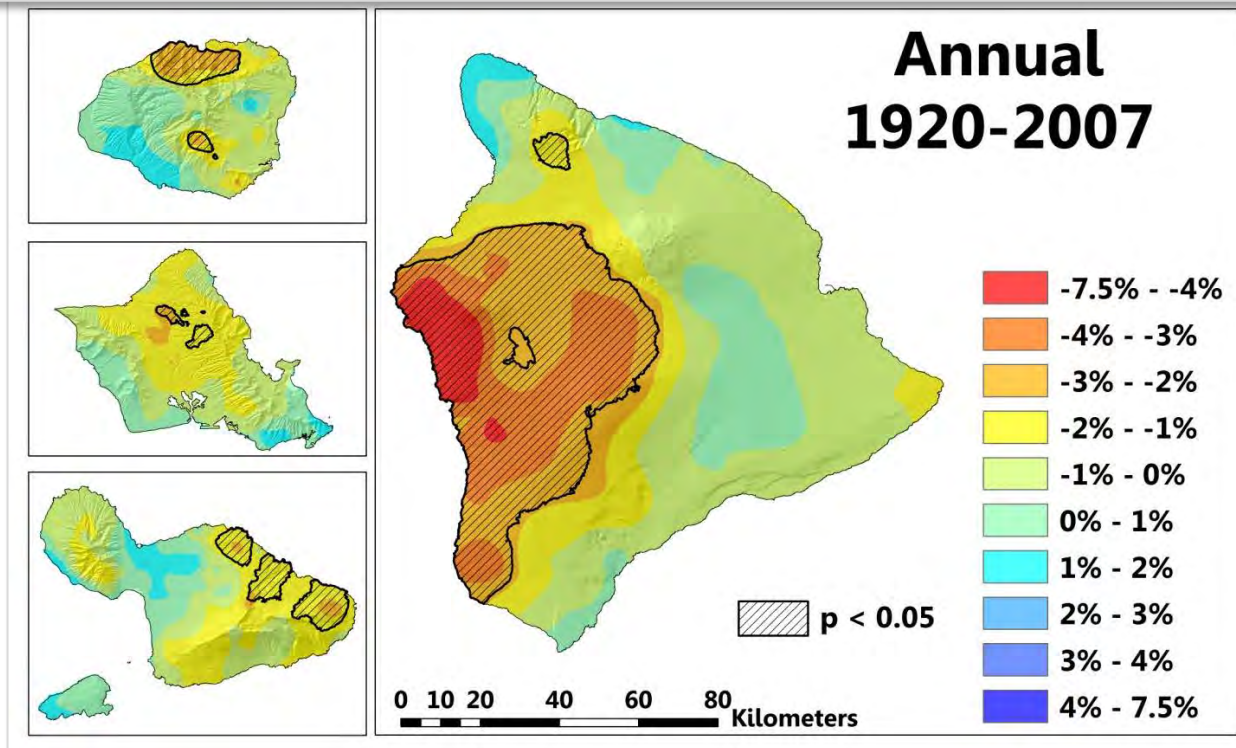 Annual
1920-2007
-7.5% - -4%
-4% - -3%
-3% - -2%
-2% - -1%
-1% - 0%
0% - 1%
1% - 2%
2% - 3%
3% - 4%
4% - 7.5%
p < 0.05
0 10 20 40 60 80
Kilometers